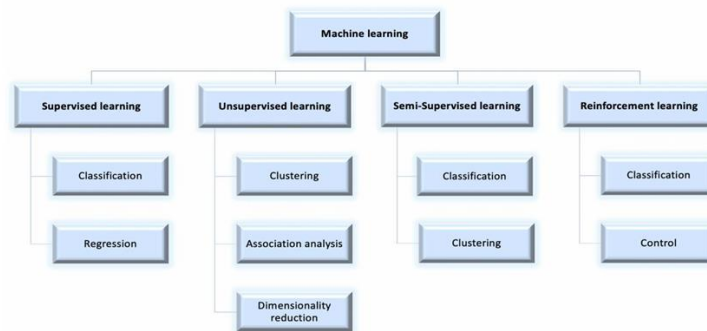 Machine learning
Supervised learning
Unsupervised learning
Semi-Supervised learning
Reinforcement learning
Classification
Clustering
Classification
Classification
Regression
Association analysis
Clustering
Control
Dimensionality
reduction